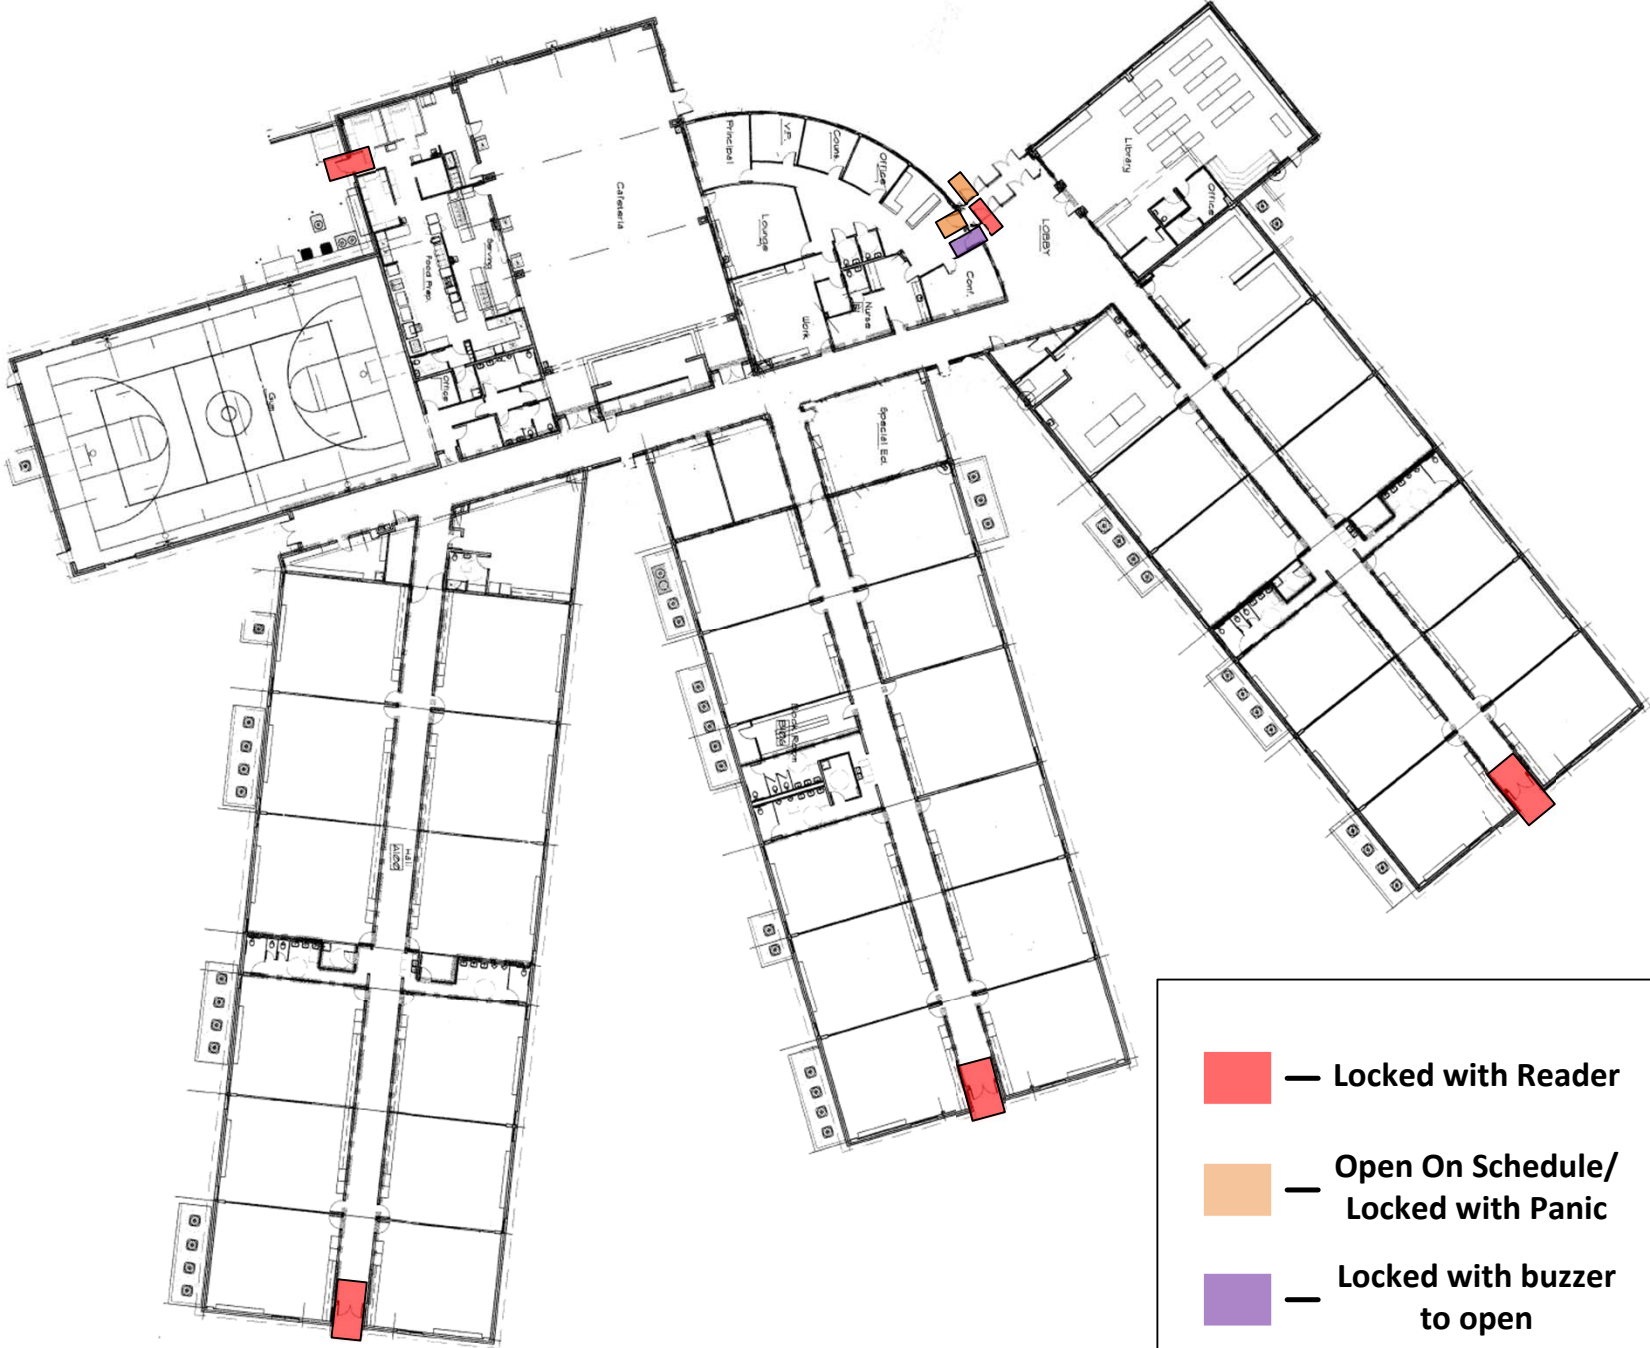 Principal
V.P.
Couns.
Office
Library
Office
Lounge
LOBBY
Cafeteria
Serving
Food Prep.
Conf.
Nurse
Work
Gym
Office
Special Ed.
Hall
Locked with Reader
Open On Schedule/
Locked with Panic
Locked with buzzer
to open